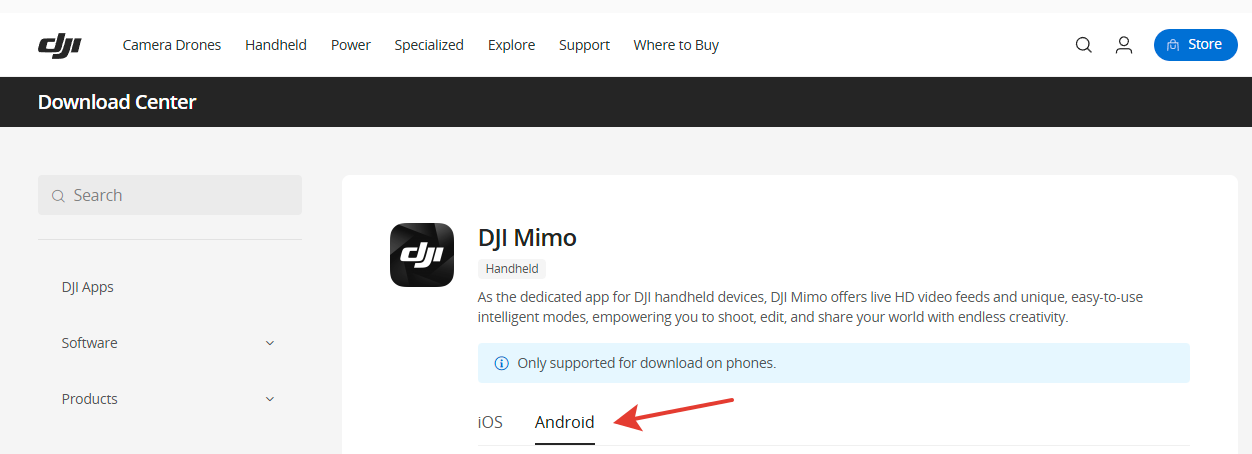 dji Camera Drones Handheld Power Specialized Explore Support Where to Buy Store
Download Center
Search
DJI Apps
Software
Products
dji
DJI Mimo
Handheld
As the dedicated app for DJI handheld devices, DJI Mimo offers live HD video feeds and unique, easy-to-use
intelligent modes, empowering you to shoot, edit, and share your world with endless creativity.
Only supported for download on phones.
iOS Android